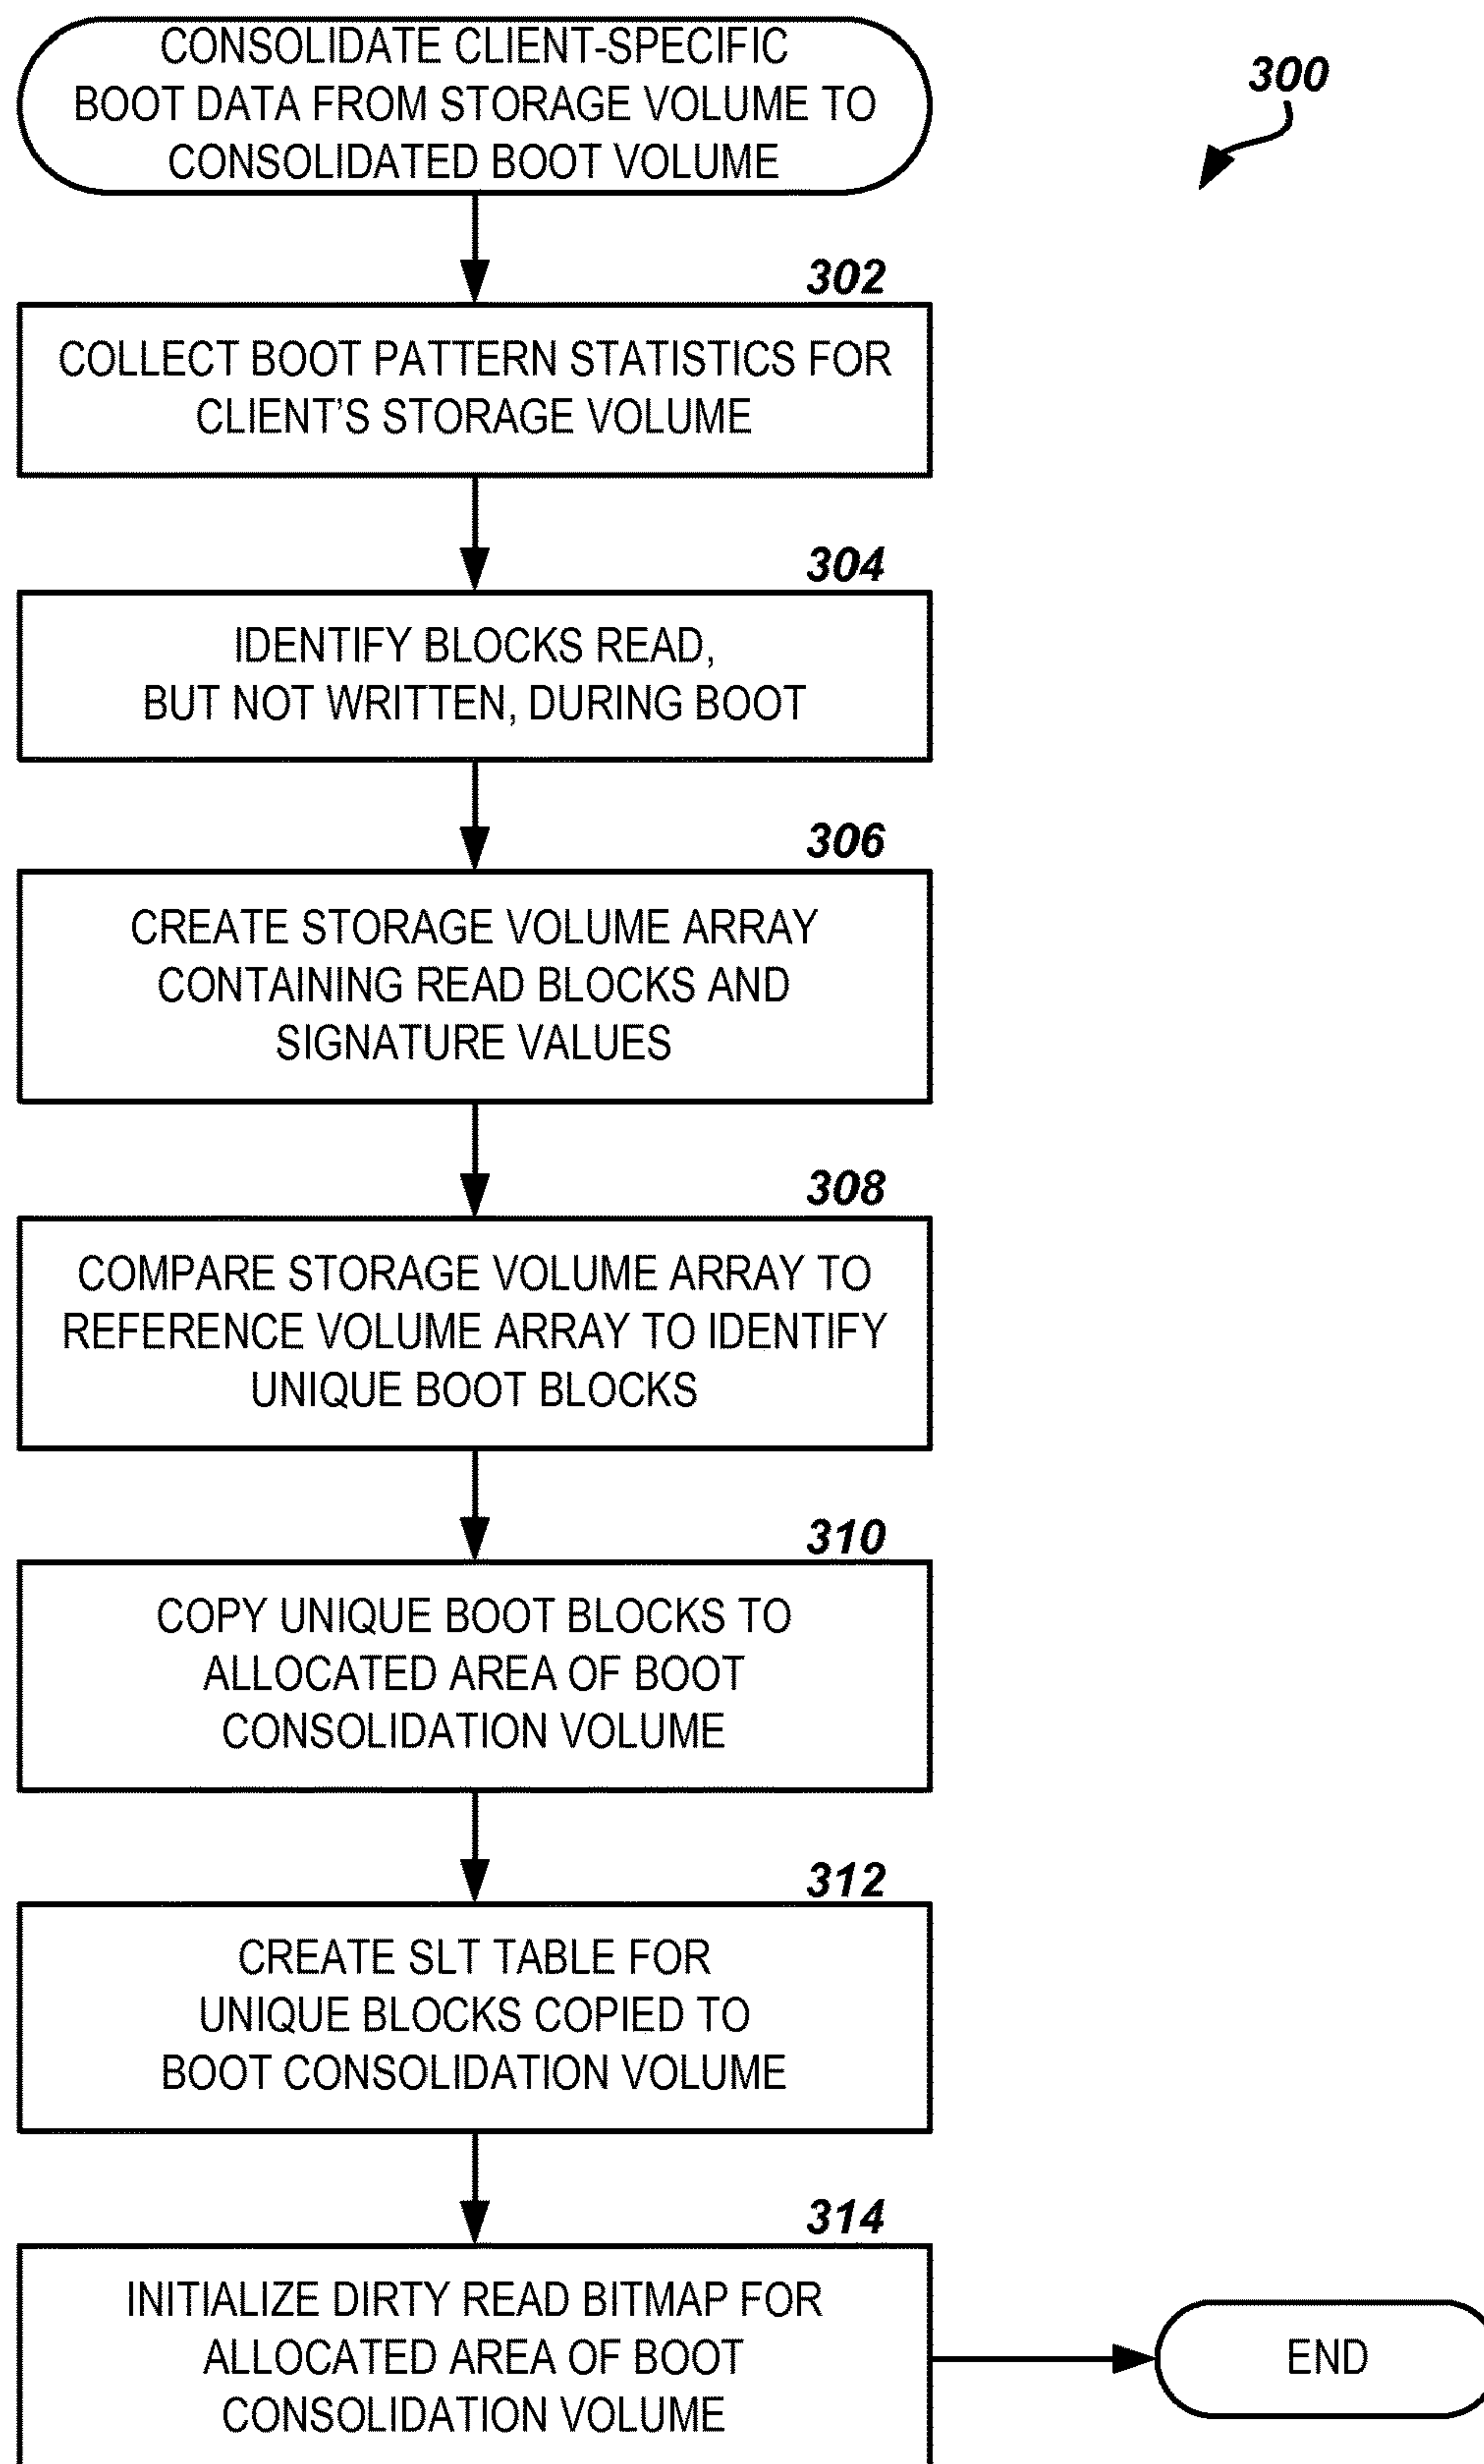 CONSOLIDATE CLIENT-SPECIFIC
BOOT DATA FROM STORAGE VOLUME TO
CONSOLIDATED BOOT VOLUME
300
302
COLLECT BOOT PATTERN STATISTICS FOR
CLIENT'S STORAGE VOLUME
304
IDENTIFY BLOCKS READ,
BUT NOT WRITTEN, DURING BOOT
306
CREATE STORAGE VOLUME ARRAY
CONTAINING READ BLOCKS AND
SIGNATURE VALUES
308
COMPARE STORAGE VOLUME ARRAY TO
REFERENCE VOLUME ARRAY TO IDENTIFY
UNIQUE BOOT BLOCKS
310
COPY UNIQUE BOOT BLOCKS TO
ALLOCATED AREA OF BOOT
CONSOLIDATION VOLUME
312
CREATE SLT TABLE FOR
UNIQUE BLOCKS COPIED TO
BOOT CONSOLIDATION VOLUME
314
INITIALIZE DIRTY READ BITMAP FOR
ALLOCATED AREA OF BOOT
CONSOLIDATION VOLUME
END